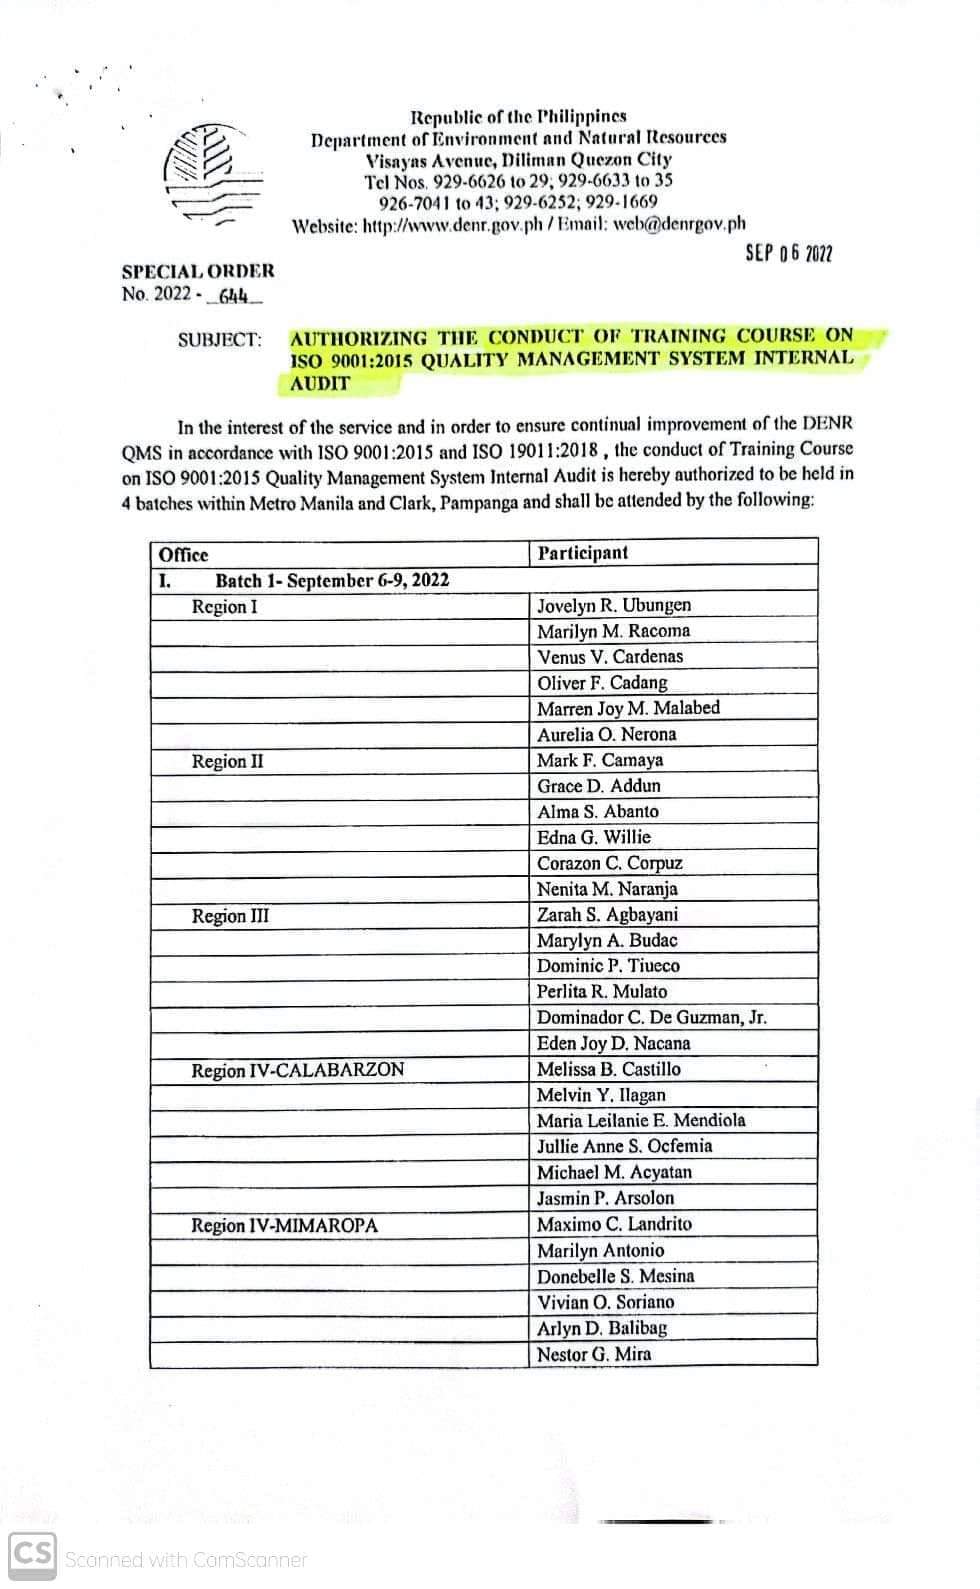 Republic of the Philippines
Department of Environment and Natural Resources
Visayas Avenue, Diliman Quezon City
Tel Nos. 929-6626 to 29; 929-6633 to 35
926-7041 to 43; 929-6252; 929-1669
Website: http://www.denr.gov.ph / Email: web@denrgov.ph
SEP 06 2022
SPECIAL ORDER
No. 2022 - 644
SUBJECT: AUTHORIZING THE CONDUCT OF TRAINING COURSE ON
ISO 9001:2015 QUALITY MANAGEMENT SYSTEM INTERNAL
AUDIT
In the interest of the service and in order to ensure continual improvement of the DENR
QMS in accordance with ISO 9001:2015 and ISO 19011:2018 , the conduct of Training Course
on ISO 9001:2015 Quality Management System Internal Audit is hereby authorized to be held in
4 batches within Metro Manila and Clark, Pampanga and shall be attended by the following:
Office Participant
I. Batch 1- September 6-9, 2022
Region I Jovelyn R. Ubungen
Marilyn M. Racoma
Venus V. Cardenas
Oliver F. Cadang
Marren Joy M. Malabed
Aurelia O. Nerona
Region II Mark F. Camaya
Grace D. Addun
Alma S. Abanto
Edna G. Willie
Corazon C. Corpuz
Nenita M. Naranja
Region III Zarah S. Agbayani
Marylyn A. Budac
Dominic P. Tiueco
Perlita R. Mulato
Dominador C. De Guzman, Jr.
Eden Joy D. Nacana
Region IV-CALABARZON Melissa B. Castillo
Melvin Y. Ilagan
Maria Leilanie E. Mendiola
Jullie Anne S. Ocfemia
Michael M. Acyatan
Jasmin P. Arsolon
Region IV-MIMAROPA Maximo C. Landrito
Marilyn Antonio
Donebelle S. Mesina
Vivian O. Soriano
Arlyn D. Balibag
Nestor G. Mira
CS Scanned with CamScanner